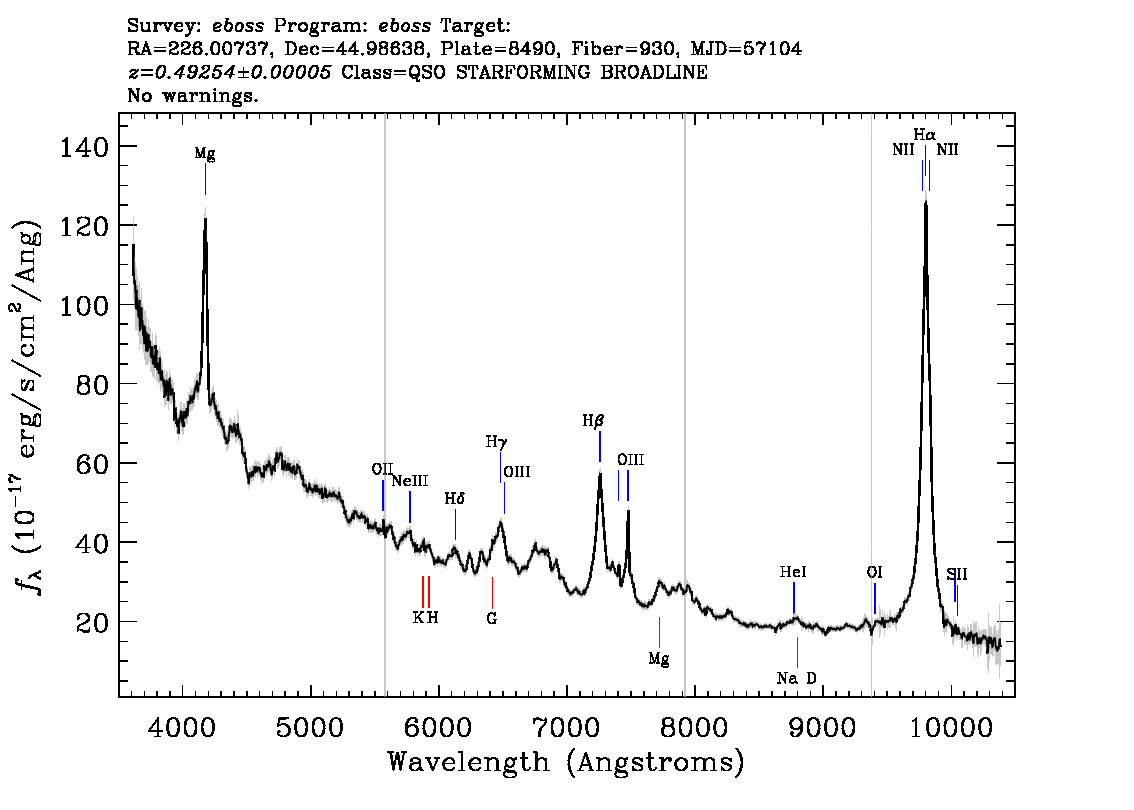 Survey: eboss Program: eboss Target:
RA=226.00737, Dec=44.98638, Plate=8490, Fiber=930, MJD=57104
z=0.49254±0.00005 Class=QSO STARFORMING BROADLINE
No warnings.
Hα
NII NII
Mg
140
120
100
80
60
40
20
Hβ
Hγ
OIII
OII
OIII
NeIII
Hδ
HeI
OI
SII
K H
G
Mg
Na D
4000 5000 6000 7000 8000 9000 10000
Wavelength (Angstroms)
f_λ (10⁻¹⁷ erg/s/cm²/Ang)